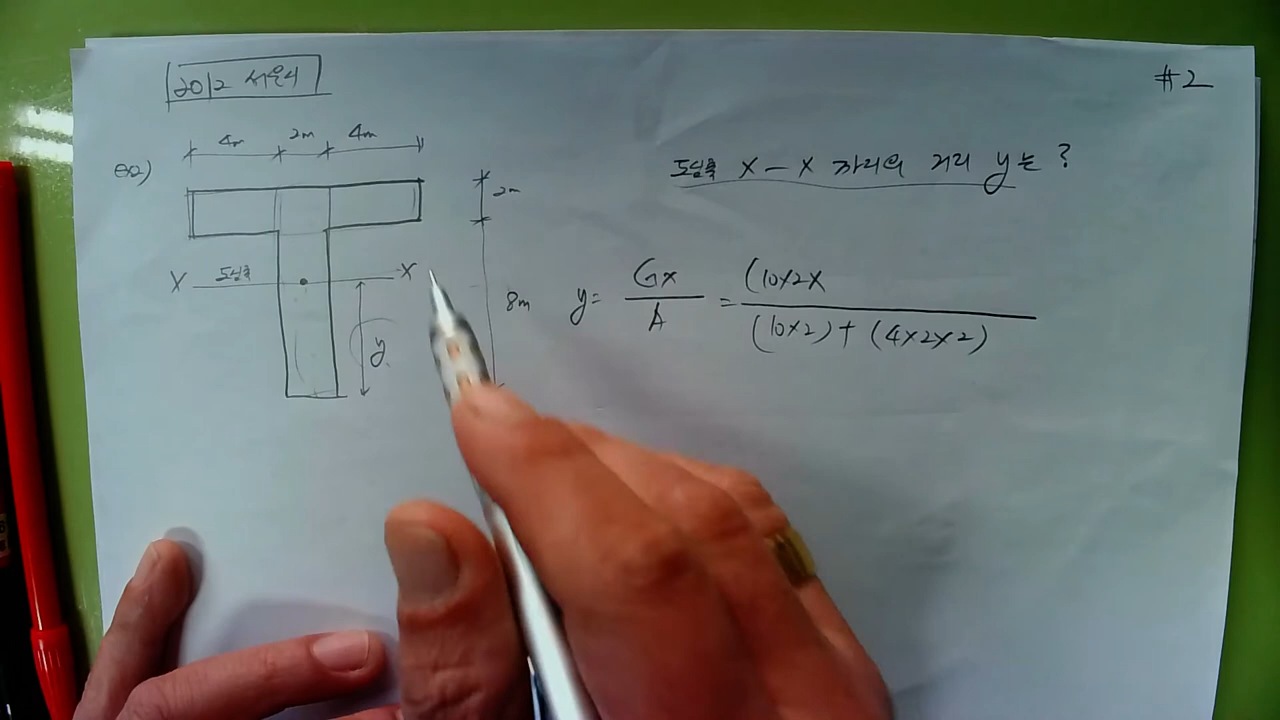 2012 서울시
#2
4m 2m 4m
ex2)
도심축 X－X 까지의 거리 y는?
2m
X 도심축 X
8m
y
y= Gx/A = (10×2×/(10×2)+(4×2×2)